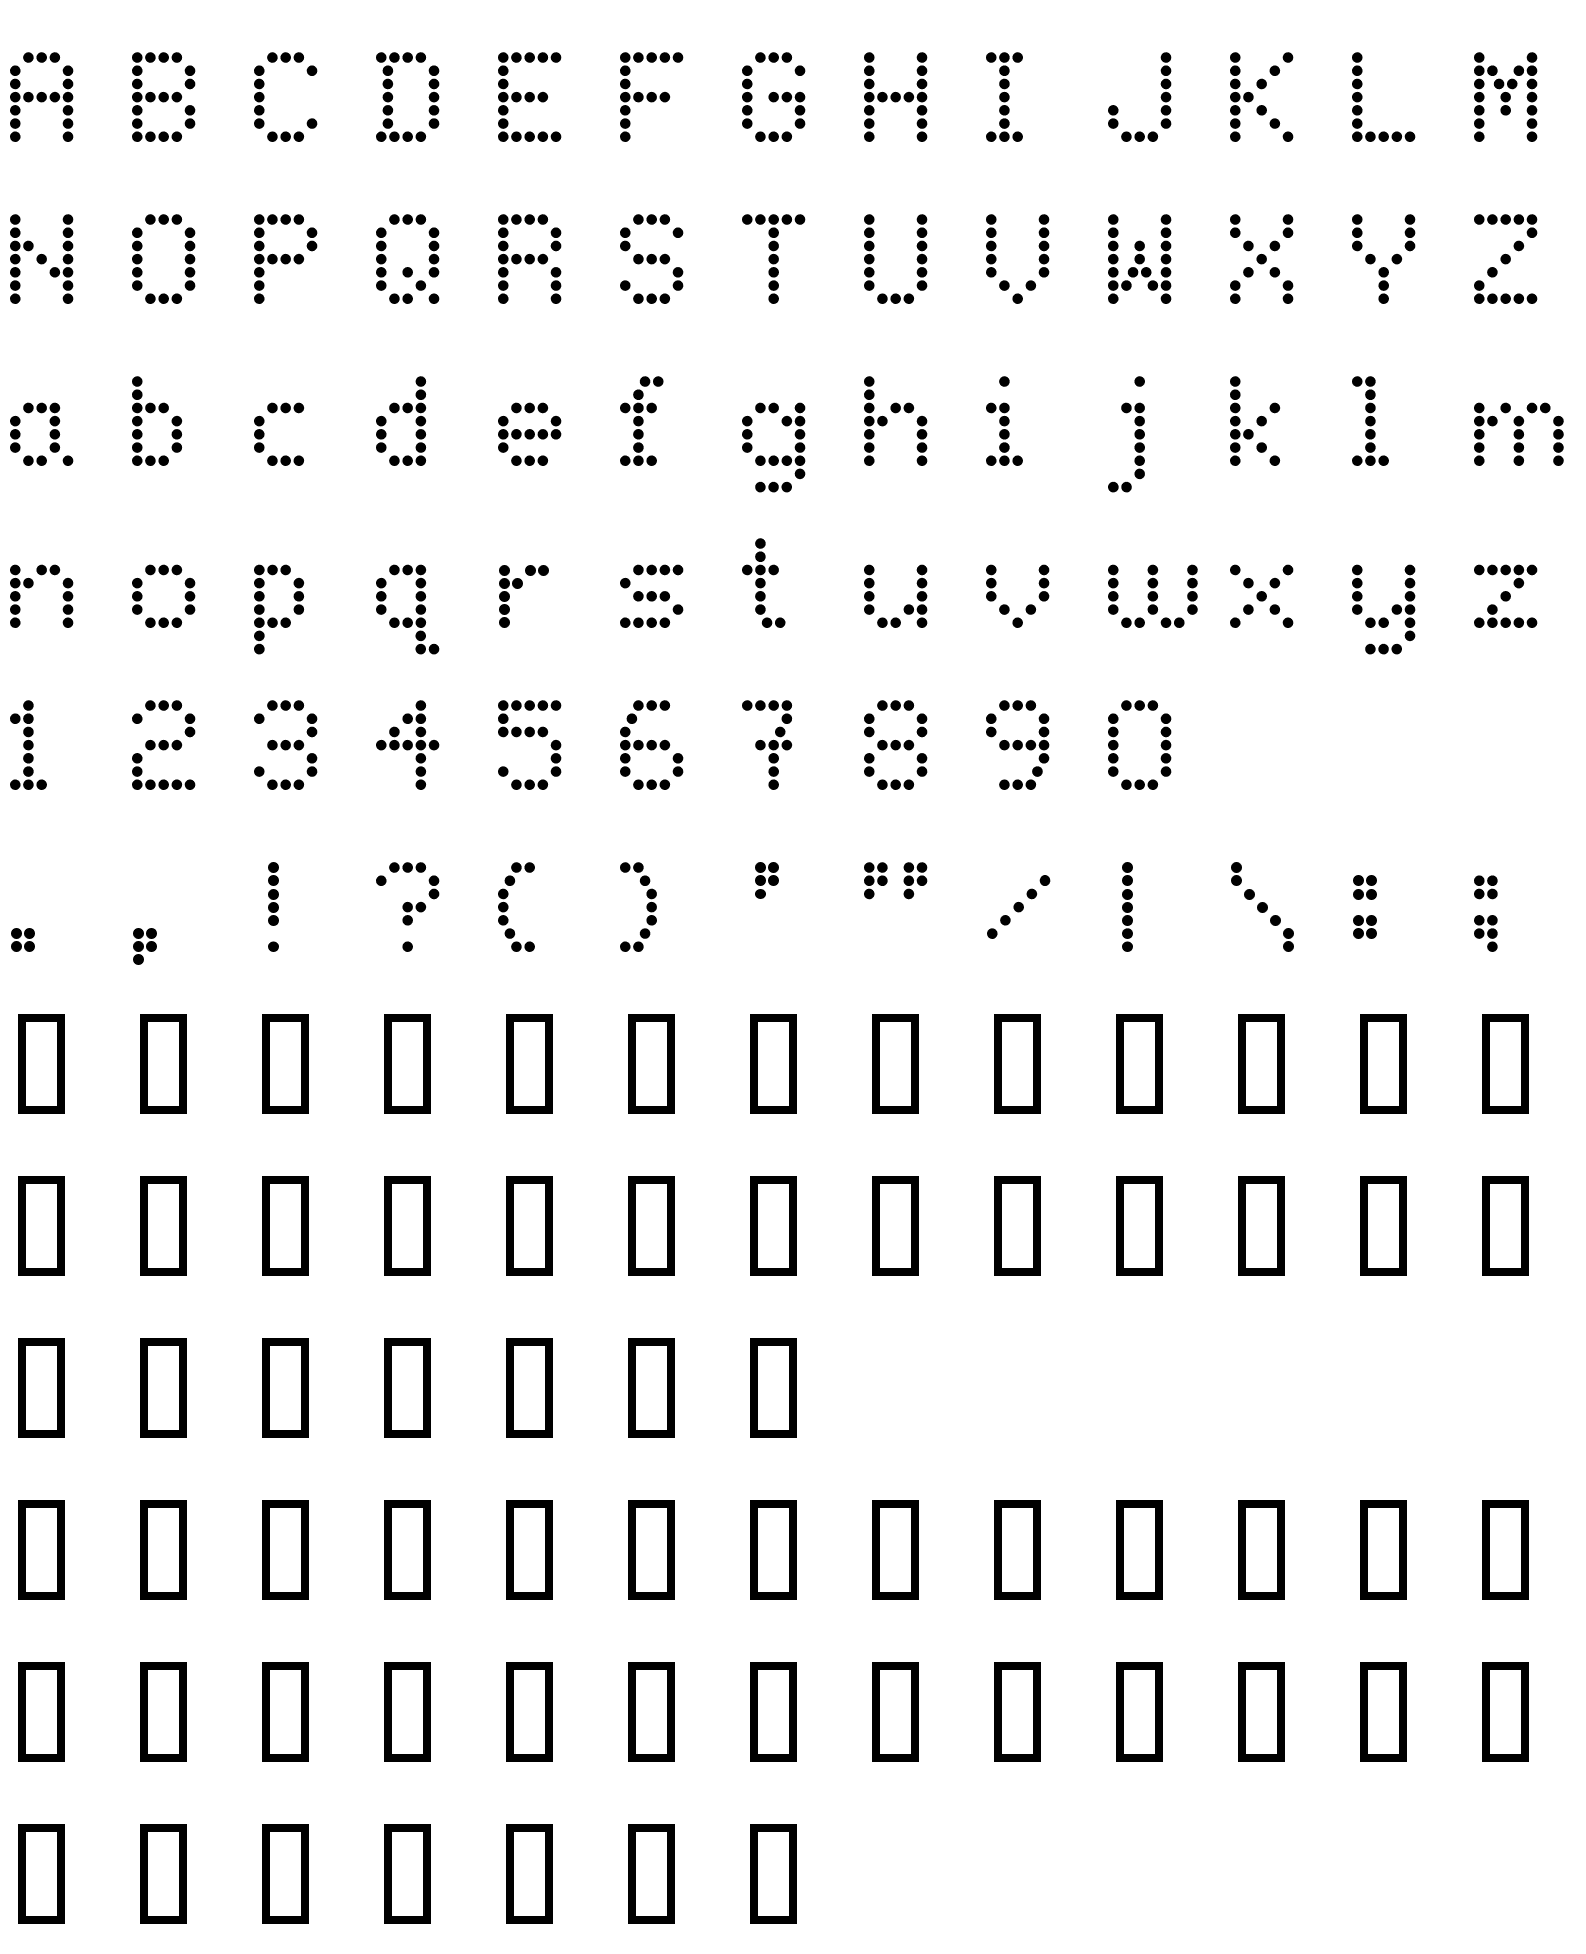 A B C D E F G H I J K L M
N O P Q R S T U V W X Y Z
a b c d e f g h i j k l m
n o p q r s t u v w x y z
1 2 3 4 5 6 7 8 9 0
. , ! ? ( ) ' " / | \ : ;